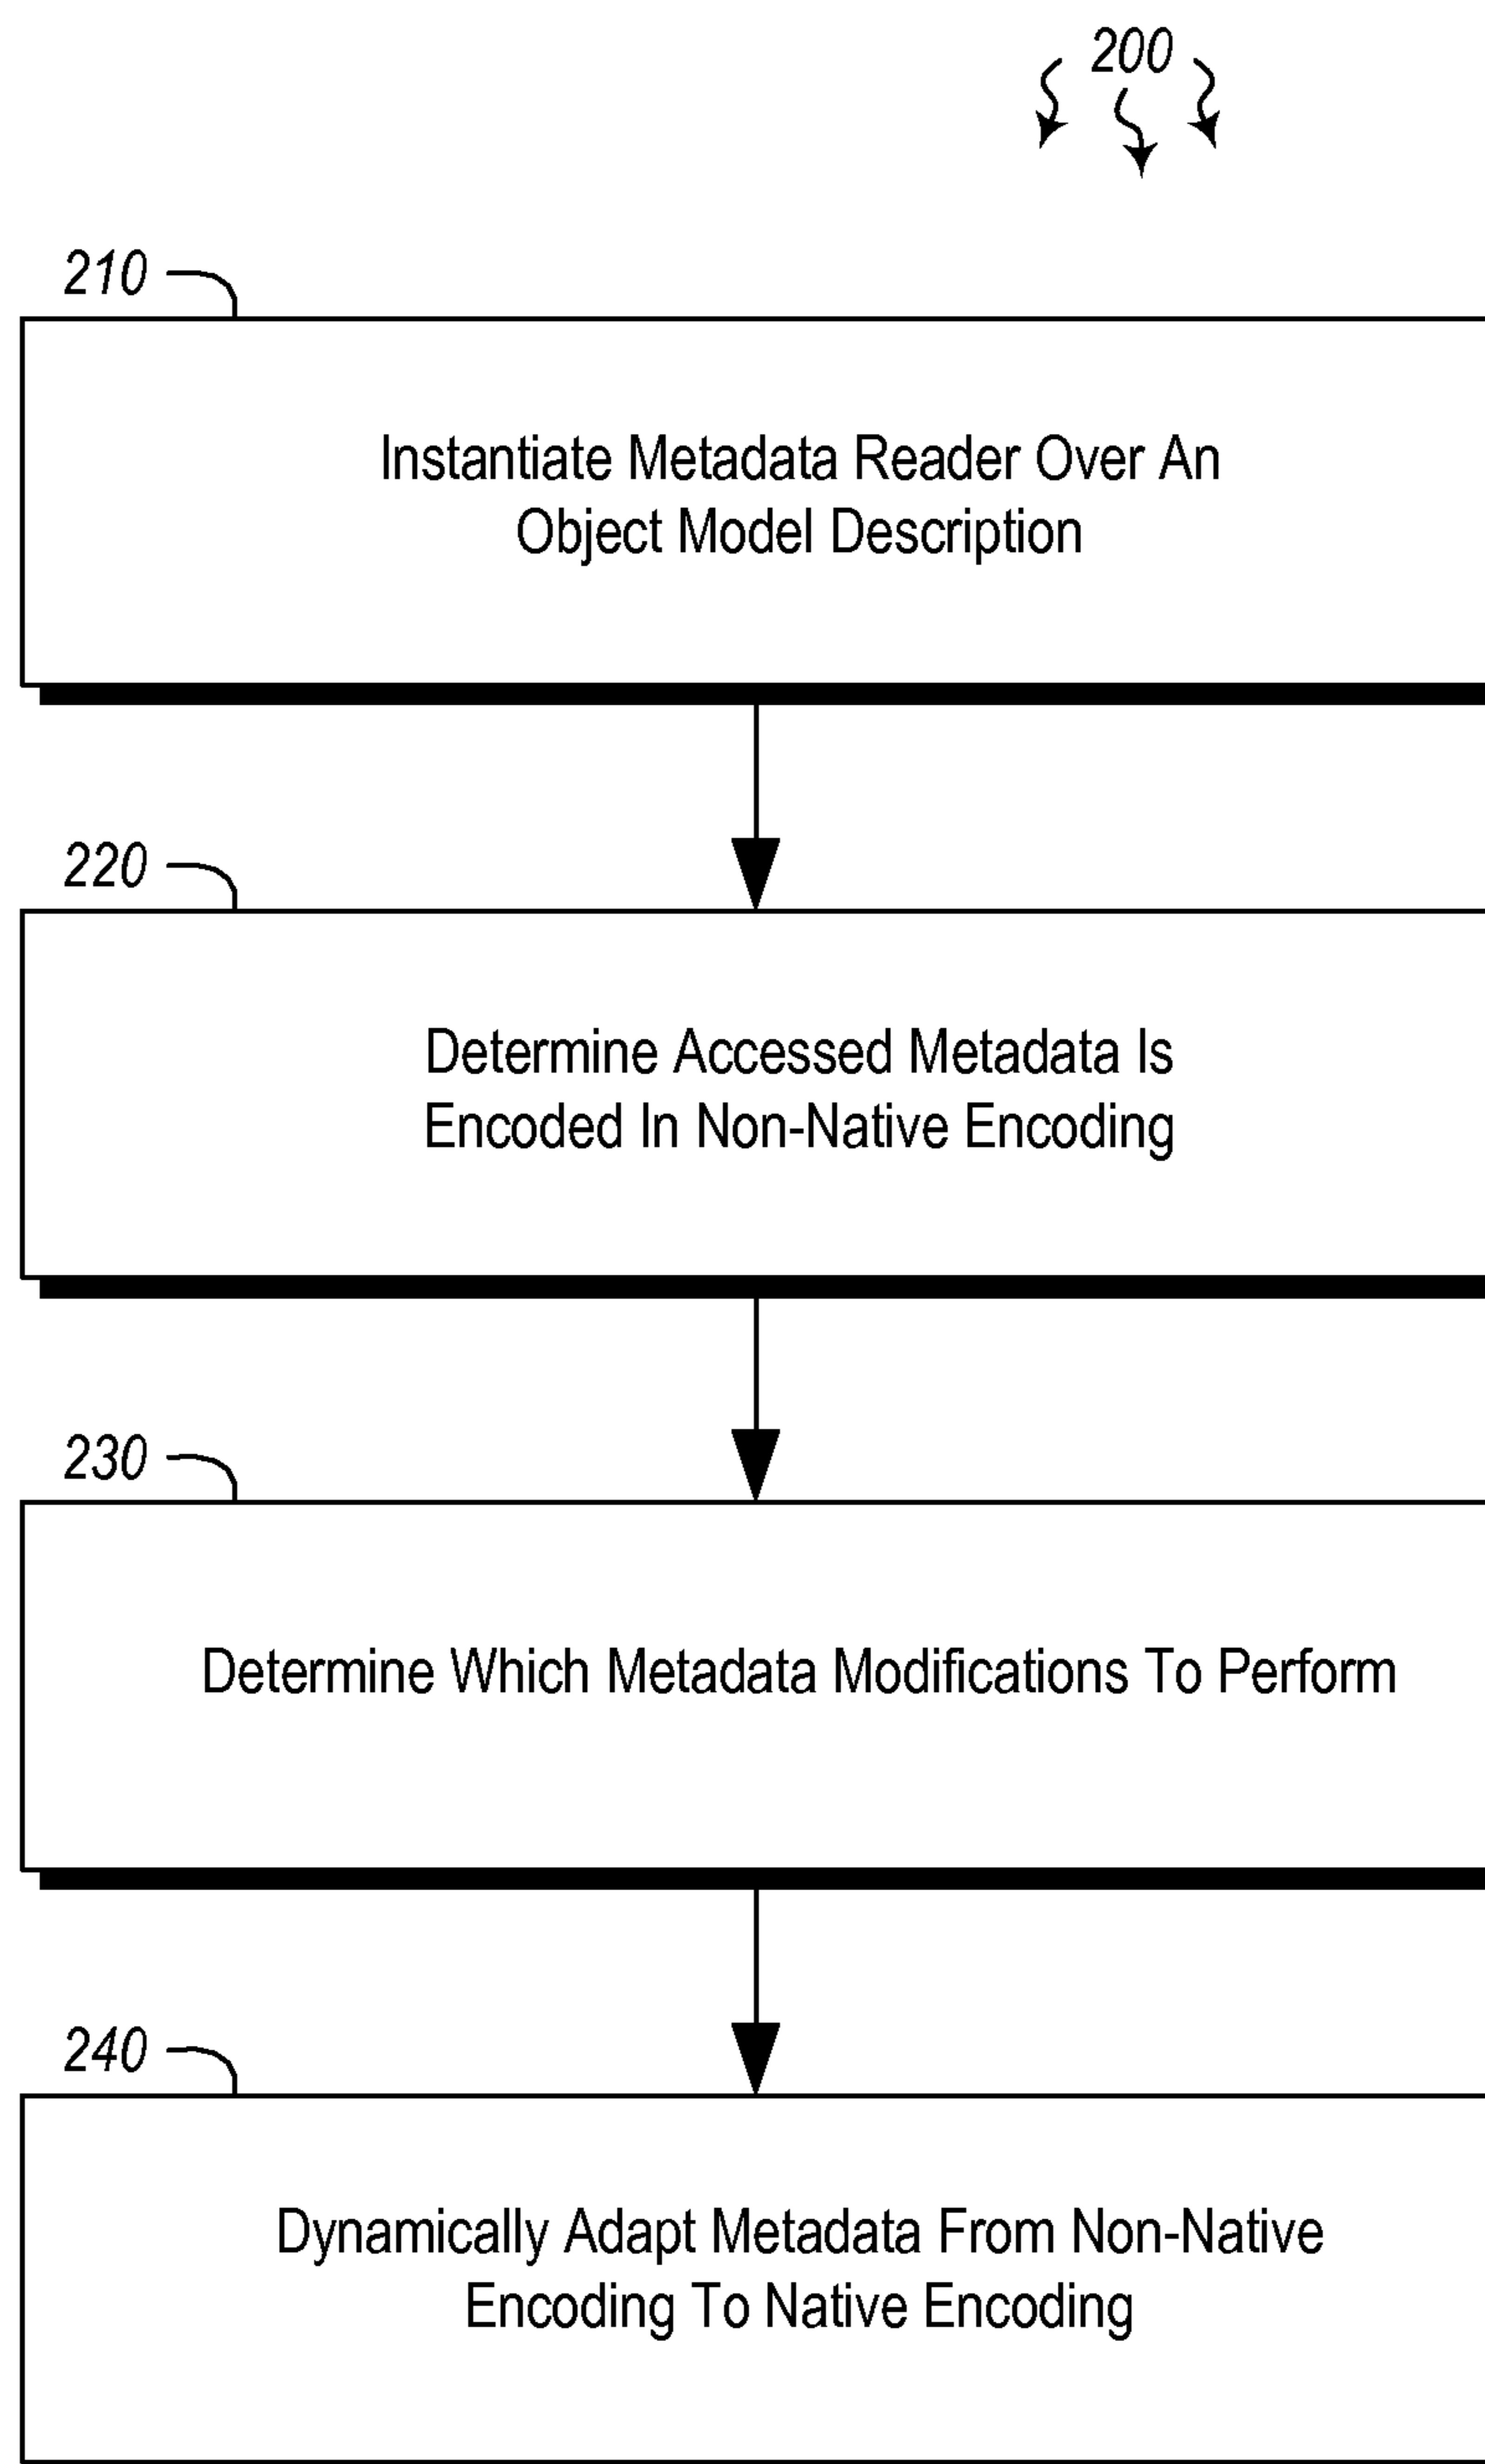 200
210
Instantiate Metadata Reader Over An
Object Model Description
220
Determine Accessed Metadata Is
Encoded In Non-Native Encoding
230
Determine Which Metadata Modifications To Perform
240
Dynamically Adapt Metadata From Non-Native
Encoding To Native Encoding